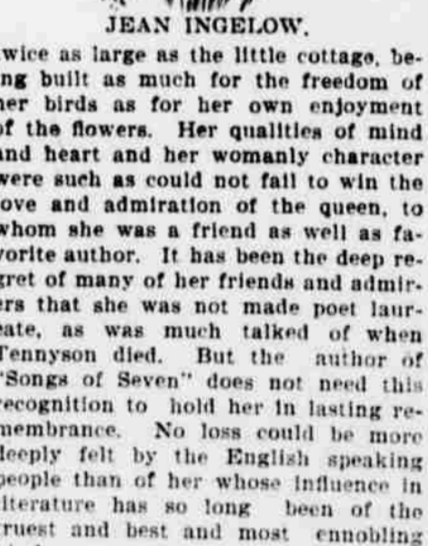 JEAN INGELOW.
twice as large as the little cottage, be-
ing built as much for the freedom of
her birds as for her own enjoyment
of the flowers. Her qualities of mind
and heart and her womanly character
were such as could not fail to win the
love and admiration of the queen, to
whom she was a friend as well as fa-
vorite author. It has been the deep re-
gret of many of her friends and admir-
ers that she was not made poet laur-
eate, as was much talked of when
Tennyson died. But the author of
"Songs of Seven" does not need this
recognition to hold her in lasting re-
membrance. No loss could be more
deeply felt by the English speaking
people than of her whose influence in
literature has so long been of the
truest and best and most ennobling